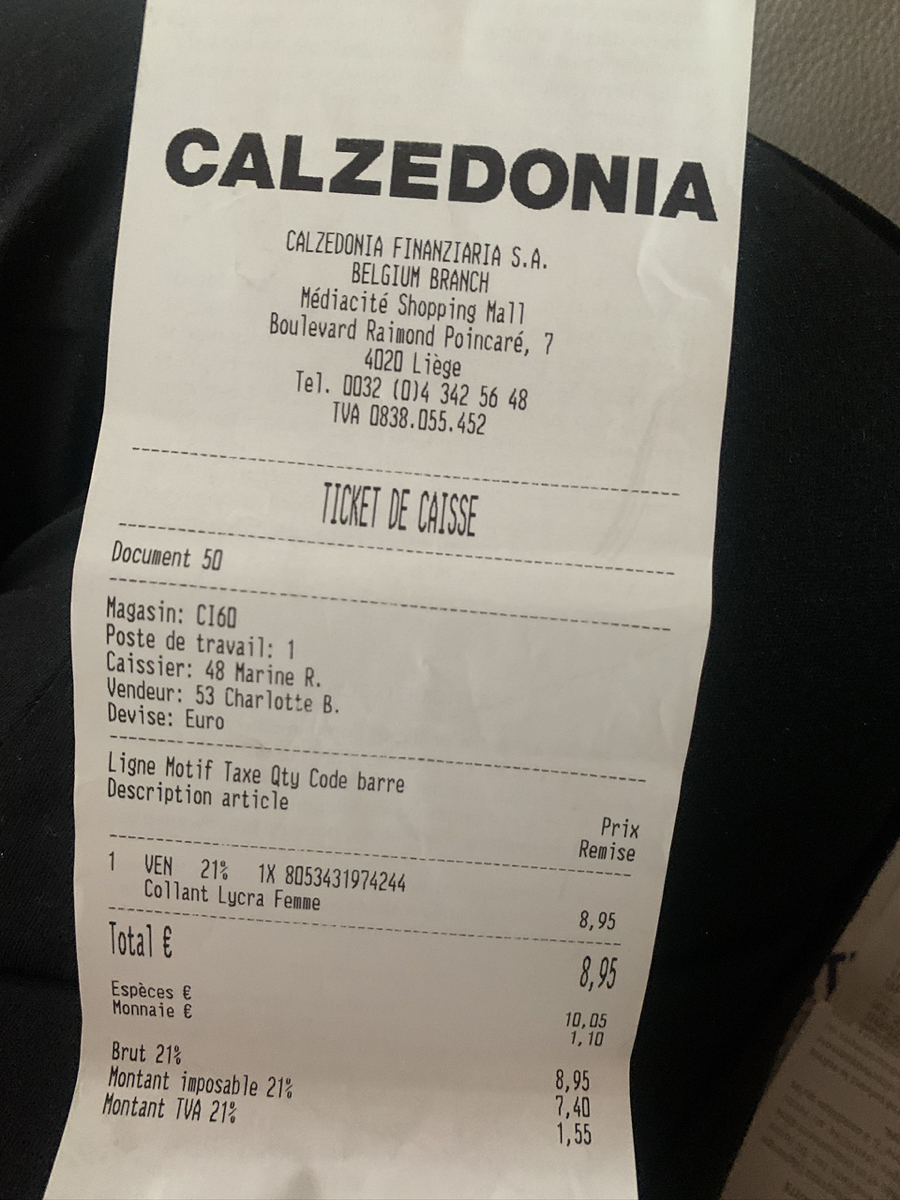 CALZEDONIA
CALZEDONIA FINANZIARIA S.A.
BELGIUM BRANCH
Médiacité Shopping Mall
Boulevard Raimond Poincaré, 7
4020 Liège
Tel. 0032 (0)4 342 56 48
TVA 0838.055.452
TICKET DE CAISSE
Document 50
Magasin: CI60
Poste de travail: 1
Caissier: 48 Marine R.
Vendeur: 53 Charlotte B.
Devise: Euro
Ligne Motif Taxe Qty Code barre
Description article
Prix
Remise
1 VEN 21% 1X 8053431974244
Collant Lycra Femme 8,95
Total € 8,95
Espèces € 10,05
Monnaie € 1,10
Brut 21% 8,95
Montant imposable 21% 7,40
Montant TVA 21% 1,55